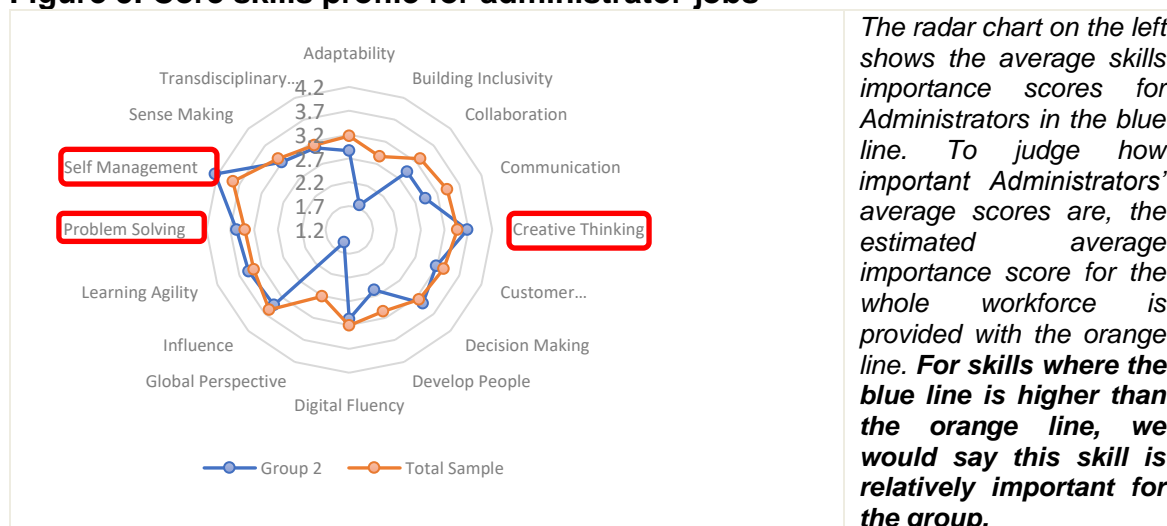 Figure 3: Core skills profile for administrator jobs
Adaptability
Transdisciplinary…
Building Inclusivity
Sense Making
Collaboration
Self Management
Communication
Problem Solving
Creative Thinking
Learning Agility
Customer…
Influence
Decision Making
Global Perspective
Develop People
Digital Fluency
4.2
3.7
3.2
2.7
2.2
1.7
1.2
Group 2
Total Sample
The radar chart on the left
shows the average skills
importance scores for
Administrators in the blue
line. To judge how
important Administrators’
average scores are, the
estimated average
importance score for the
whole workforce is
provided with the orange
line. For skills where the
blue line is higher than
the orange line, we
would say this skill is
relatively important for
the group.